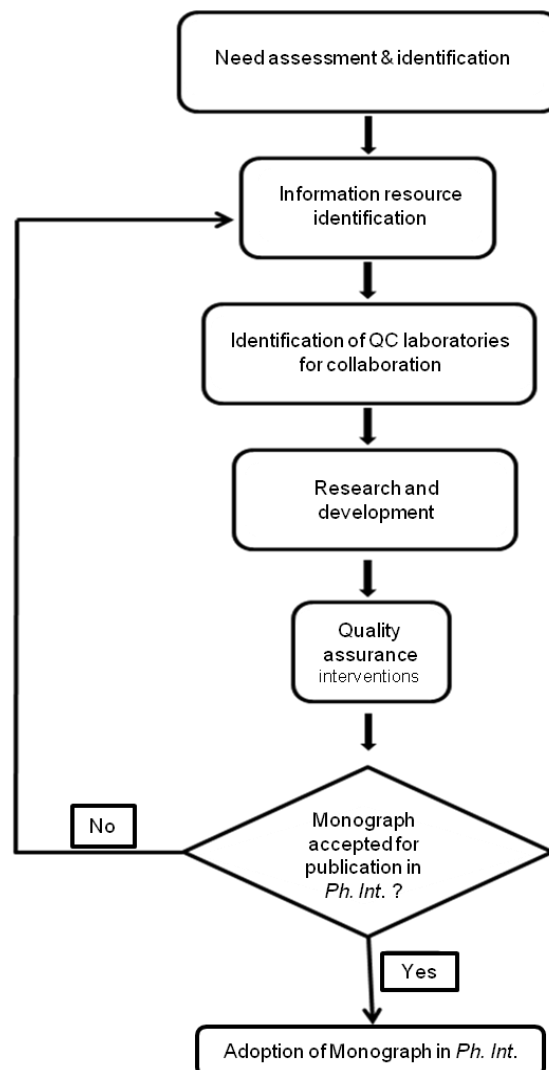 Need assessment & identification
Information resource
identification
Identification of QC laboratories
for collaboration
Research and
development
Quality
assurance
interventions
Monograph
accepted for
publication in
Ph. Int. ?
No
Yes
Adoption of Monograph in Ph. Int.